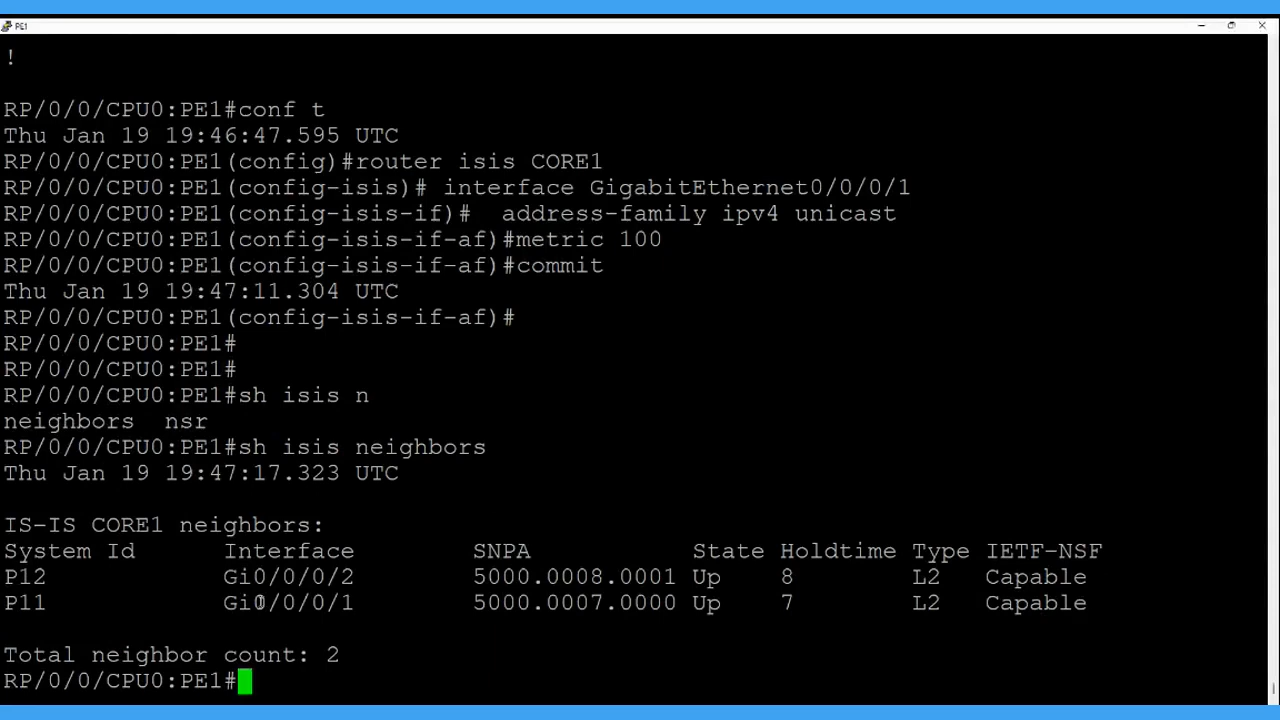 PE1
!
RP/0/0/CPU0:PE1#conf t
Thu Jan 19 19:46:47.595 UTC
RP/0/0/CPU0:PE1(config)#router isis CORE1
RP/0/0/CPU0:PE1(config-isis)# interface GigabitEthernet0/0/0/1
RP/0/0/CPU0:PE1(config-isis-if)#  address-family ipv4 unicast
RP/0/0/CPU0:PE1(config-isis-if-af)#metric 100
RP/0/0/CPU0:PE1(config-isis-if-af)#commit
Thu Jan 19 19:47:11.304 UTC
RP/0/0/CPU0:PE1(config-isis-if-af)#
RP/0/0/CPU0:PE1#
RP/0/0/CPU0:PE1#
RP/0/0/CPU0:PE1#sh isis n
neighbors  nsr
RP/0/0/CPU0:PE1#sh isis neighbors
Thu Jan 19 19:47:17.323 UTC
IS-IS CORE1 neighbors:
System Id      Interface        SNPA           State Holdtime Type IETF-NSF
P12            Gi0/0/0/2        5000.0008.0001 Up    8        L2   Capable
P11            Gi0/0/0/1        5000.0007.0000 Up    7        L2   Capable
Total neighbor count: 2
RP/0/0/CPU0:PE1#